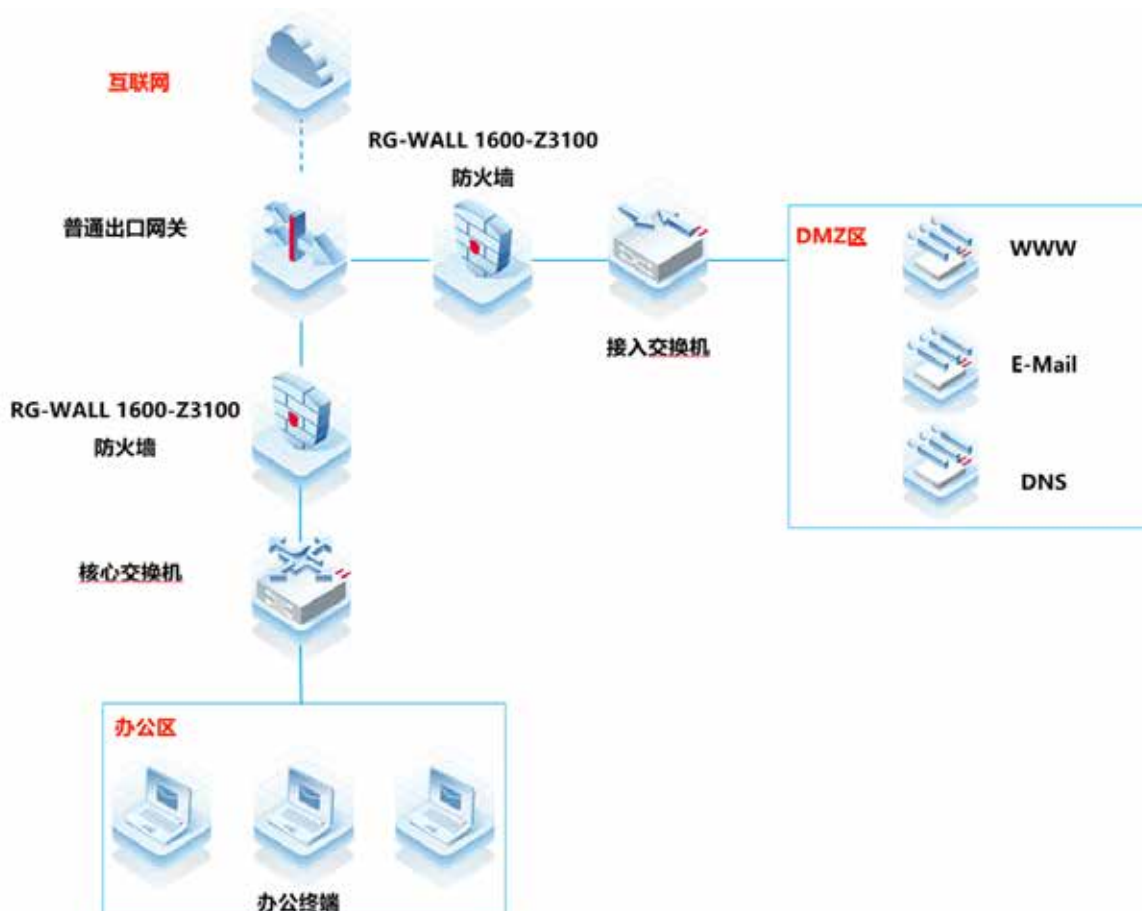 互联网
RG-WALL 1600-Z3100
防火墙
普通出口网关
DMZ区
WWW
接入交换机
E-Mail
RG-WALL 1600-Z3100
防火墙
DNS
核心交换机
办公区
办公终端